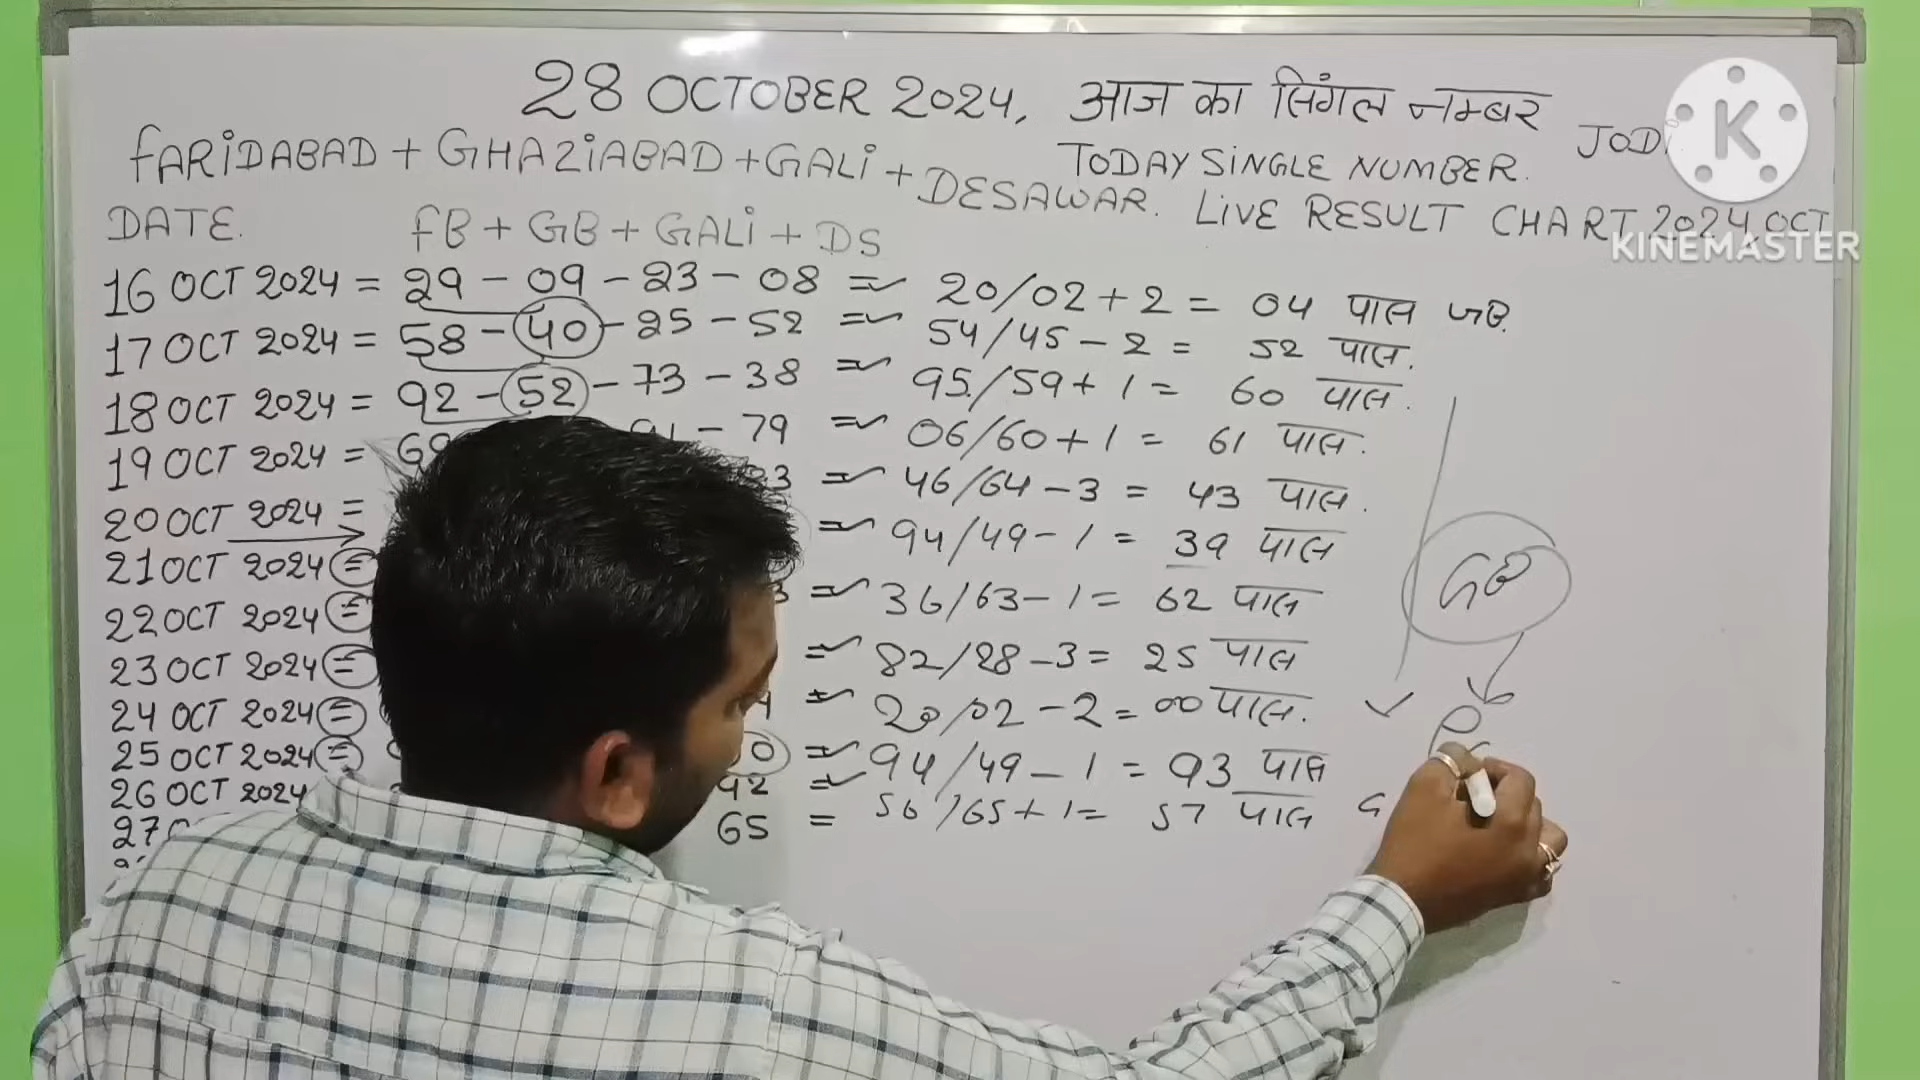 28 OCTOBER 2024, आज का सिंगल नम्बर
FARIDABAD + GHAZIABAD + GALI + DESAWAR.
TODAY SINGLE NUMBER. JODI
LIVE RESULT CHART 2024, OCT
K
KINEMASTER
DATE. FB + GB + GALI + DS
16 OCT 2024 = 29 - 09 - 23 - 08 = 20/02 + 2 = 04 पास GB.
17 OCT 2024 = 58 - 40 - 25 - 52 = 54/45 - 2 = 52 पास.
18 OCT 2024 = 92 - 52 - 73 - 38 = 95/59 + 1 = 60 पास.
19 OCT 2024 = - 79 = 06/60 + 1 = 61 पास.
20 OCT 2024 = 46/64 - 3 = 43 पास.
21 OCT 2024 = 94/49 - 1 = 39 पास
22 OCT 2024 = 36/63 - 1 = 62 पास
23 OCT 2024 = 82/28 - 3 = 25 पास
24 OCT 2024 = 20/02 - 2 = 00 पास.
25 OCT 2024 = 94/49 - 1 = 93 पास
26 OCT 2024 92 = 56/65 + 1 = 57 पास
27 65 =
GB